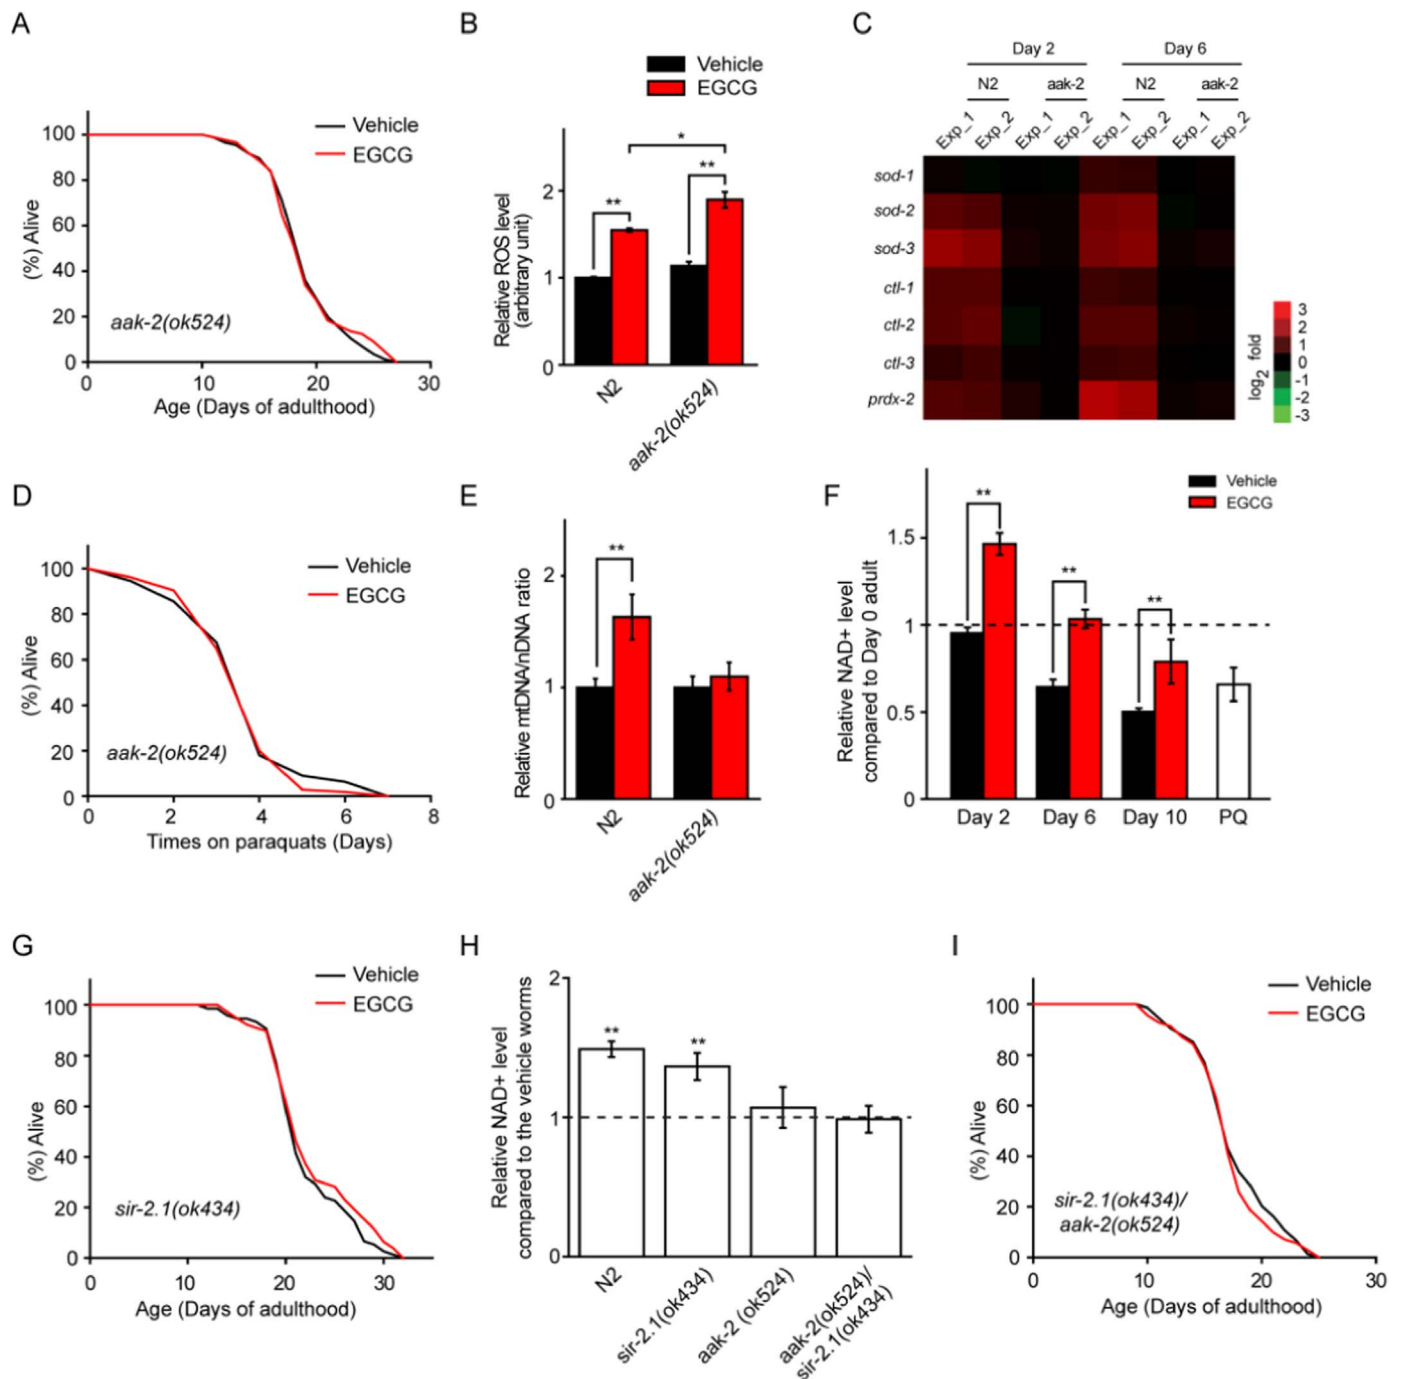 A
Vehicle
EGCG
(%) Alive
100
80
60
40
20
0
aak-2(ok524)
0 10 20 30
Age (Days of adulthood)
B
Vehicle
EGCG
Relative ROS level
(arbitrary unit)
2
1
0
**
**
*
N2
aak-2(ok524)
C
Day 2 Day 6
N2 aak-2 N2 aak-2
Exp_1 Exp_2 Exp_1 Exp_2 Exp_1 Exp_2 Exp_1 Exp_2
sod-1
sod-2
sod-3
ctl-1
ctl-2
ctl-3
prdx-2
log2 fold
3
2
1
0
-1
-2
-3
D
Vehicle
EGCG
(%) Alive
100
80
60
40
20
0
aak-2(ok524)
0 2 4 6 8
Times on paraquats (Days)
E
Relative mtDNA/nDNA ratio
2
1
0
**
N2
aak-2(ok524)
F
Vehicle
EGCG
Relative NAD+ level
compared to Day 0 adult
1.5
1
0.5
0
**
**
**
Day 2 Day 6 Day 10 PQ
G
Vehicle
EGCG
(%) Alive
100
80
60
40
20
0
sir-2.1(ok434)
0 10 20 30
Age (Days of adulthood)
H
Relative NAD+ level
compared to the vehicle worms
2
1
0
**
**
N2
sir-2.1(ok434)
aak-2 (ok524)
aak-2(ok524)/
sir-2.1(ok434)
I
Vehicle
EGCG
(%) Alive
100
80
60
40
20
0
sir-2.1(ok434)/
aak-2(ok524)
0 10 20 30
Age (Days of adulthood)